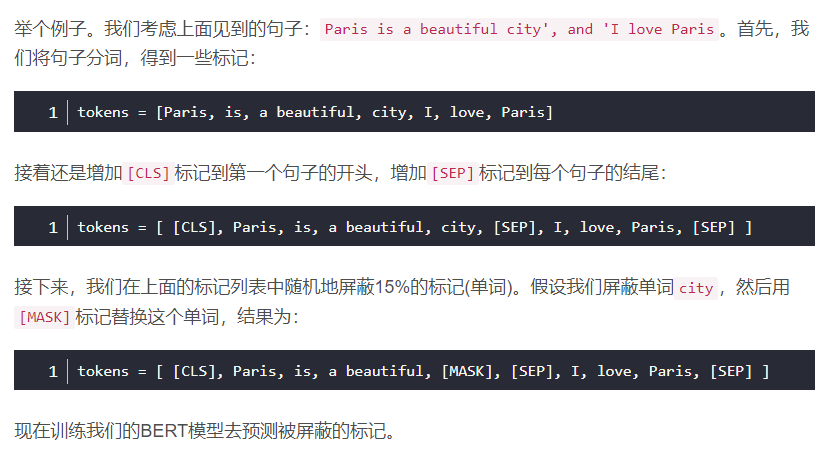 举个例子。我们考虑上面见到的句子：Paris is a beautiful city', and 'I love Paris。首先，我
们将句子分词，得到一些标记：
1 tokens = [Paris, is, a beautiful, city, I, love, Paris]
接着还是增加[CLS]标记到第一个句子的开头，增加[SEP]标记到每个句子的结尾：
1 tokens = [ [CLS], Paris, is, a beautiful, city, [SEP], I, love, Paris, [SEP] ]
接下来，我们在上面的标记列表中随机地屏蔽15%的标记(单词)。假设我们屏蔽单词city，然后用
[MASK]标记替换这个单词，结果为：
1 tokens = [ [CLS], Paris, is, a beautiful, [MASK], [SEP], I, love, Paris, [SEP] ]
现在训练我们的BERT模型去预测被屏蔽的标记。